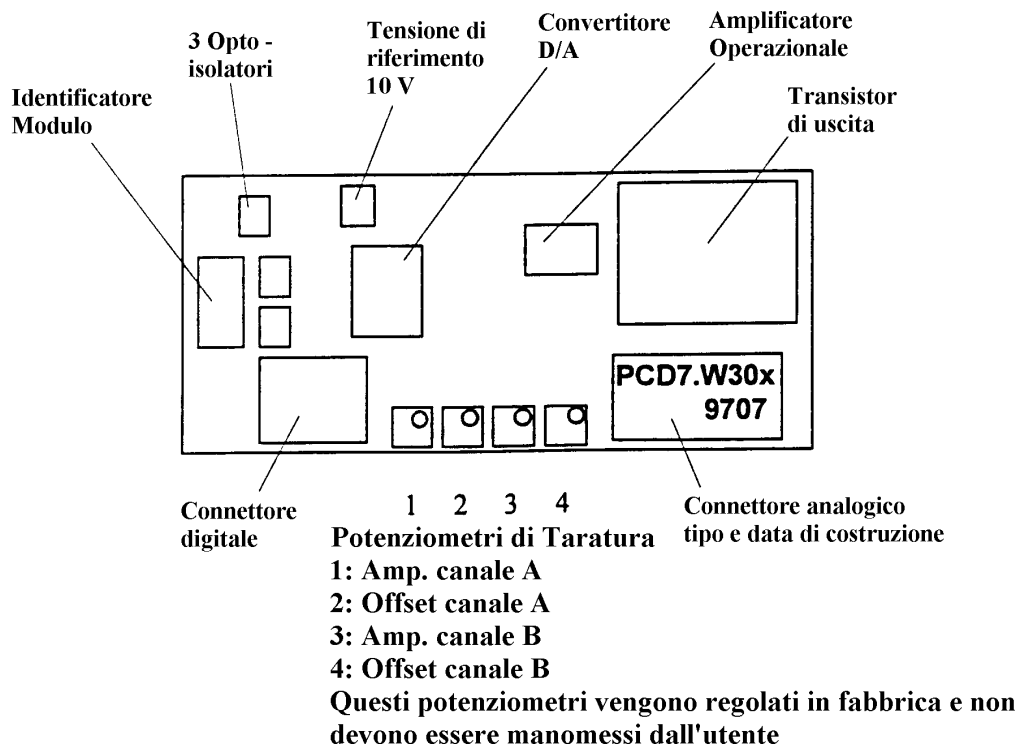 3 Opto -
isolatori
Tensione di
riferimento
10 V
Convertitore
D/A
Amplificatore
Operazionale
Identificatore
Modulo
Transistor
di uscita
PCD7.W30x
9707
Connettore
digitale
1 2 3 4
Connettore analogico
tipo e data di costruzione
Potenziometri di Taratura
1: Amp. canale A
2: Offset canale A
3: Amp. canale B
4: Offset canale B
Questi potenziometri vengono regolati in fabbrica e non
devono essere manomessi dall'utente